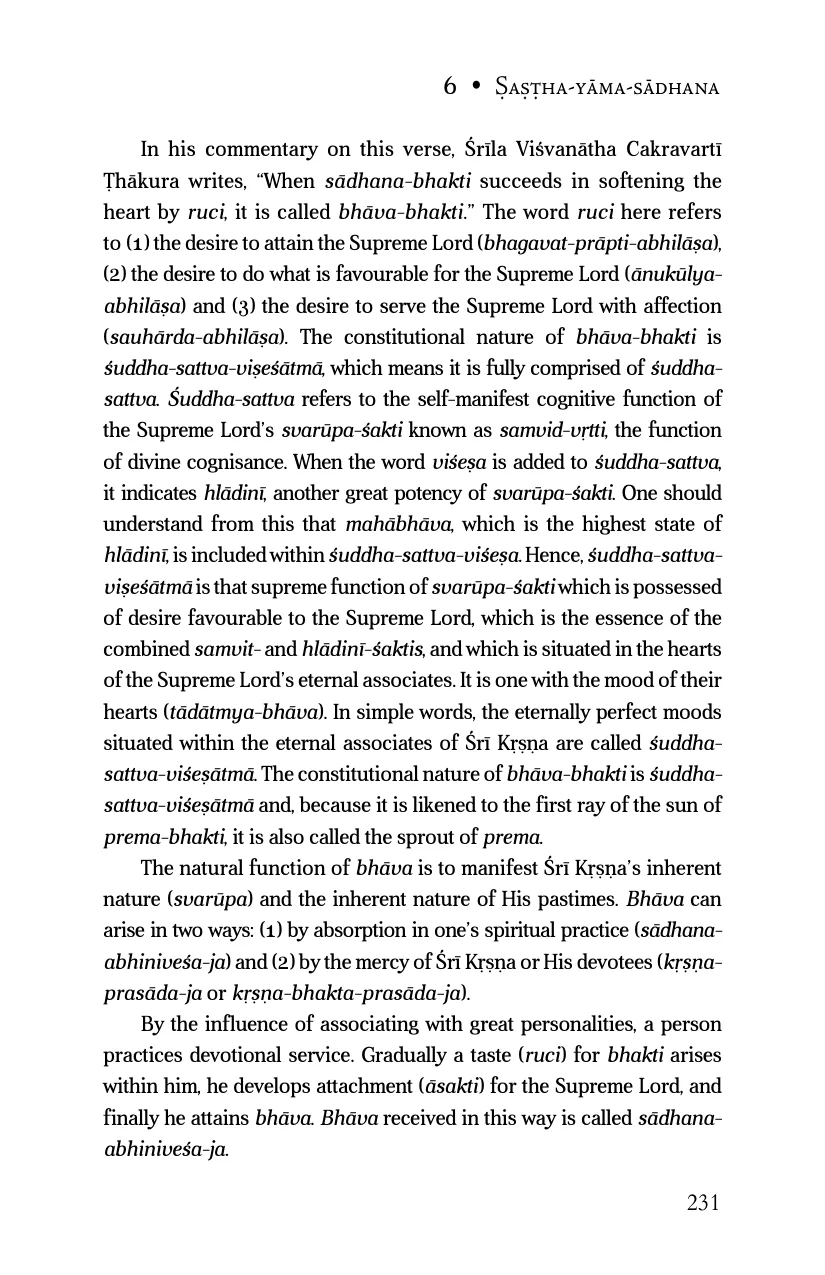 6 • Ṣaṣṭha-yāma-sādhana
In his commentary on this verse, Śrīla Viśvanātha Cakravartī
Ṭhākura writes, “When sādhana-bhakti succeeds in softening the
heart by ruci, it is called bhāva-bhakti.” The word ruci here refers
to (1) the desire to attain the Supreme Lord (bhagavat-prāpti-abhilāṣa),
(2) the desire to do what is favourable for the Supreme Lord (ānukūlya-
abhilāṣa) and (3) the desire to serve the Supreme Lord with affection
(sauhārda-abhilāṣa). The constitutional nature of bhāva-bhakti is
śuddha-sattva-viṣeśātmā, which means it is fully comprised of śuddha-
sattva. Śuddha-sattva refers to the self-manifest cognitive function of
the Supreme Lord’s svarūpa-śakti known as samvid-vṛtti, the function
of divine cognisance. When the word viśeṣa is added to śuddha-sattva,
it indicates hlādinī, another great potency of svarūpa-śakti. One should
understand from this that mahābhāva, which is the highest state of
hlādinī, is included within śuddha-sattva-viśeṣa. Hence, śuddha-sattva-
viṣeśātmā is that supreme function of svarūpa-śakti which is possessed
of desire favourable to the Supreme Lord, which is the essence of the
combined samvit- and hlādinī-śaktis, and which is situated in the hearts
of the Supreme Lord’s eternal associates. It is one with the mood of their
hearts (tādātmya-bhāva). In simple words, the eternally perfect moods
situated within the eternal associates of Śrī Kṛṣṇa are called śuddha-
sattva-viśeṣātmā. The constitutional nature of bhāva-bhakti is śuddha-
sattva-viśeṣātmā and, because it is likened to the first ray of the sun of
prema-bhakti, it is also called the sprout of prema.
The natural function of bhāva is to manifest Śrī Kṛṣṇa’s inherent
nature (svarūpa) and the inherent nature of His pastimes. Bhāva can
arise in two ways: (1) by absorption in one’s spiritual practice (sādhana-
abhiniveśa-ja) and (2) by the mercy of Śrī Kṛṣṇa or His devotees (kṛṣṇa-
prasāda-ja or kṛṣṇa-bhakta-prasāda-ja).
By the influence of associating with great personalities, a person
practices devotional service. Gradually a taste (ruci) for bhakti arises
within him, he develops attachment (āsakti) for the Supreme Lord, and
finally he attains bhāva. Bhāva received in this way is called sādhana-
abhiniveśa-ja.
231